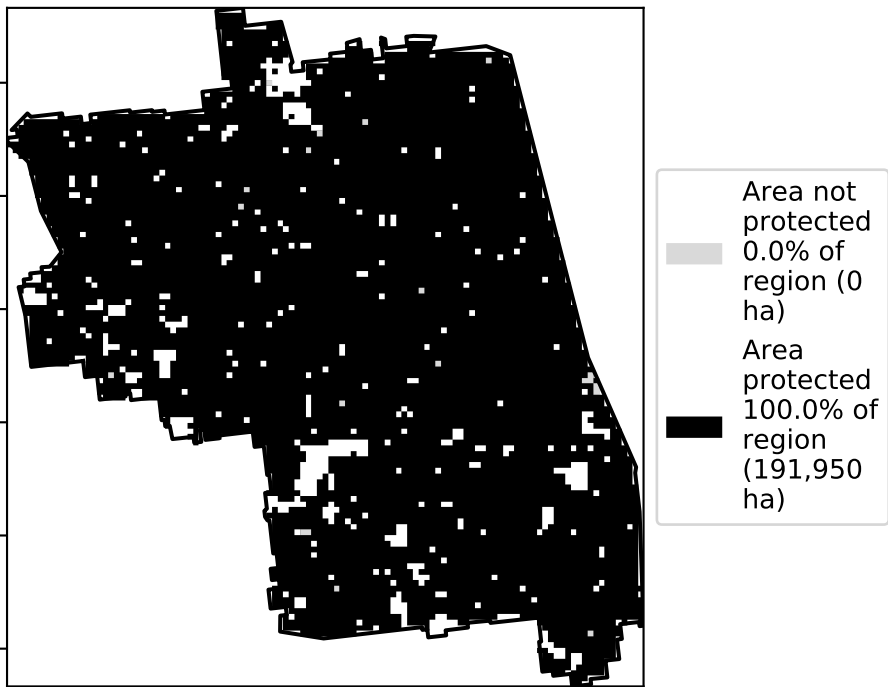 Area not
protected
0.0% of
region (0
ha)
Area
protected
100.0% of
region
(191,950
ha)